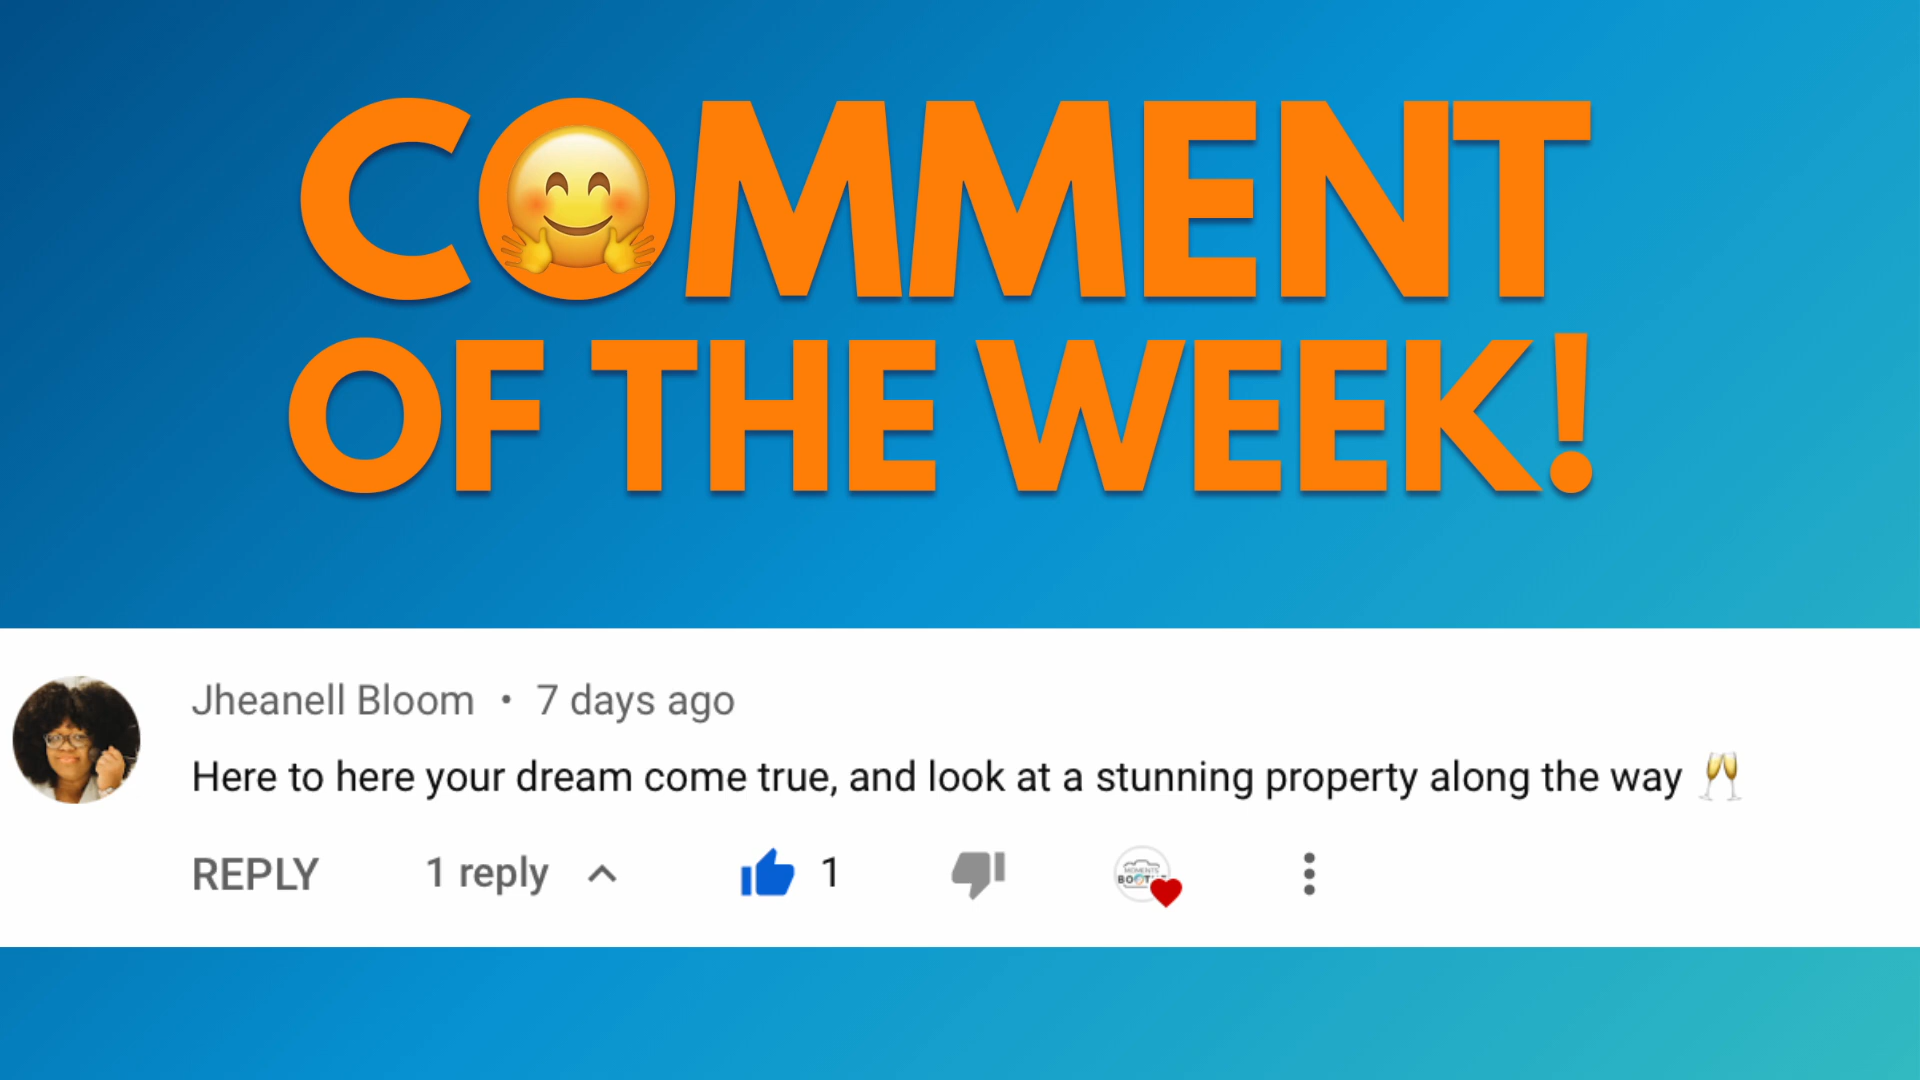 COMMENT
OF THE WEEK!
Jheanell Bloom • 7 days ago
Here to here your dream come true, and look at a stunning property along the way 🥂
REPLY 1 reply 1
MOMENTS